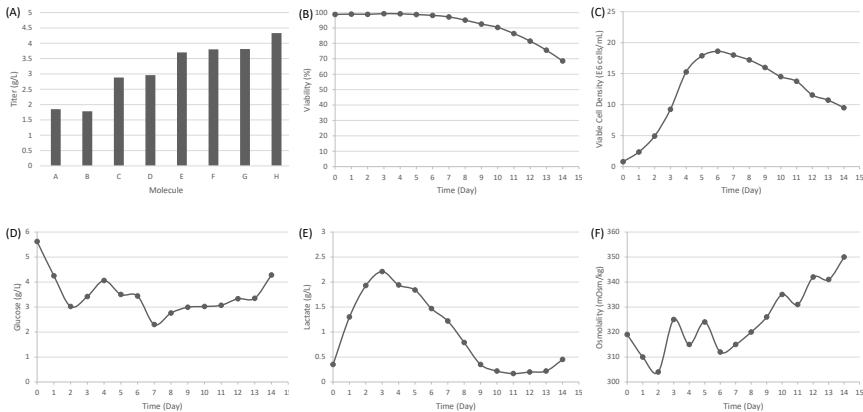 (A)
Titer (g/L)
5
4.5
4
3.5
3
2.5
2
1.5
1
0.5
0
A B C D E F G H
Molecule
(B)
Viability (%)
100
90
80
70
60
50
40
30
20
10
0
0 1 2 3 4 5 6 7 8 9 10 11 12 13 14 15
Time (Day)
(C)
Viable Cell Density (E6 cells/mL)
25
20
15
10
5
0
0 1 2 3 4 5 6 7 8 9 10 11 12 13 14 15
Time (Day)
(D)
Glucose (g/L)
6
5
4
3
2
1
0
0 1 2 3 4 5 6 7 8 9 10 11 12 13 14 15
Time (Day)
(E)
Lactate (g/L)
3
2.5
2
1.5
1
0.5
0
0 1 2 3 4 5 6 7 8 9 10 11 12 13 14 15
Time (Day)
(F)
Osmolality (mOsm/kg)
360
350
340
330
320
310
300
0 1 2 3 4 5 6 7 8 9 10 11 12 13 14 15
Time (Day)